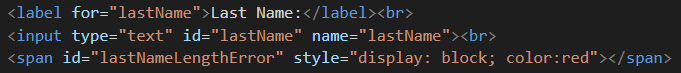 <label for="lastName">Last Name:</label><br>
<input type="text" id="lastName" name="lastName"><br>
<span id="lastNameLengthError" style="display: block; color:red"></span>